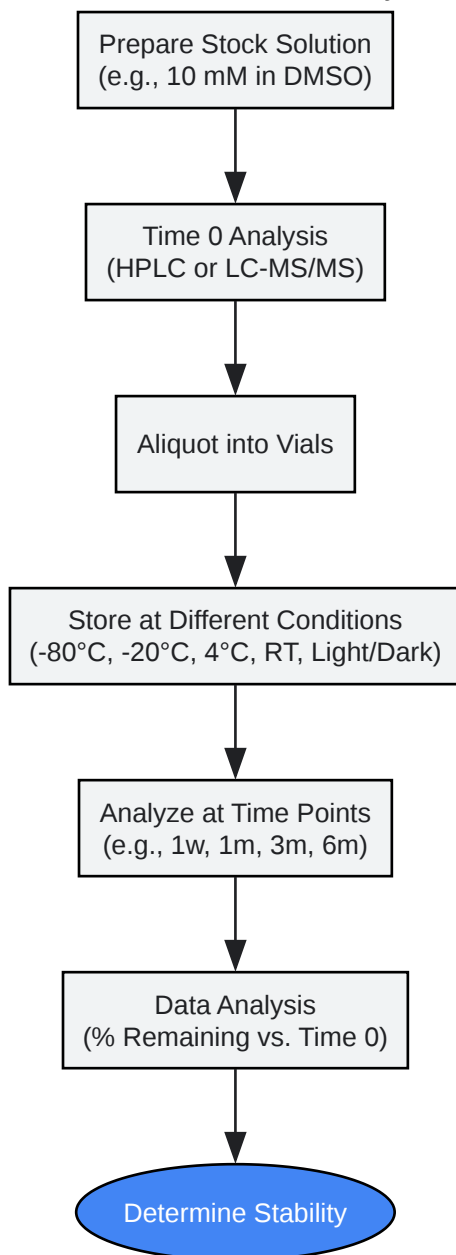 Prepare Stock Solution
(e.g., 10 mM in DMSO)
Time 0 Analysis
(HPLC or LC-MS/MS)
Aliquot into Vials
Store at Different Conditions
(-80°C, -20°C, 4°C, RT, Light/Dark)
Analyze at Time Points
(e.g., 1w, 1m, 3m, 6m)
Data Analysis
(% Remaining vs. Time 0)
Determine Stability